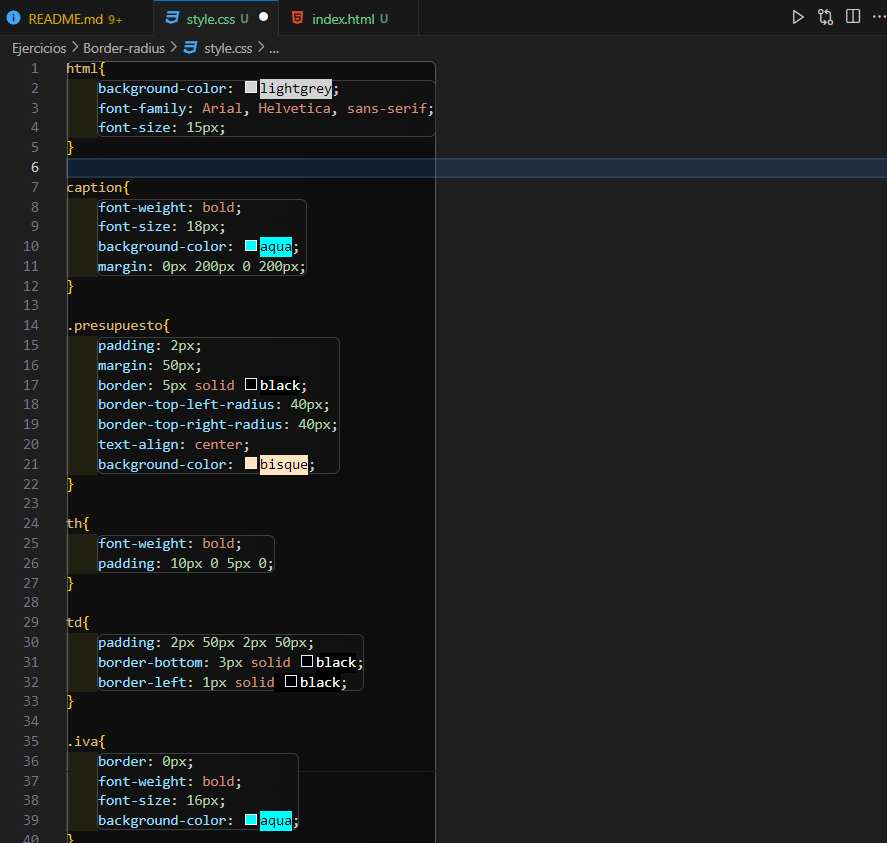 README.md 9+ style.css U index.html U
Ejercicios > Border-radius > style.css > ...
1 html{
2 background-color: lightgrey;
3 font-family: Arial, Helvetica, sans-serif;
4 font-size: 15px;
5 }
6
7 caption{
8 font-weight: bold;
9 font-size: 18px;
10 background-color: aqua;
11 margin: 0px 200px 0 200px;
12 }
13
14 .presupuesto{
15 padding: 2px;
16 margin: 50px;
17 border: 5px solid black;
18 border-top-left-radius: 40px;
19 border-top-right-radius: 40px;
20 text-align: center;
21 background-color: bisque;
22 }
23
24 th{
25 font-weight: bold;
26 padding: 10px 0 5px 0;
27 }
28
29 td{
30 padding: 2px 50px 2px 50px;
31 border-bottom: 3px solid black;
32 border-left: 1px solid black;
33 }
34
35 .iva{
36 border: 0px;
37 font-weight: bold;
38 font-size: 16px;
39 background-color: aqua;
40 }